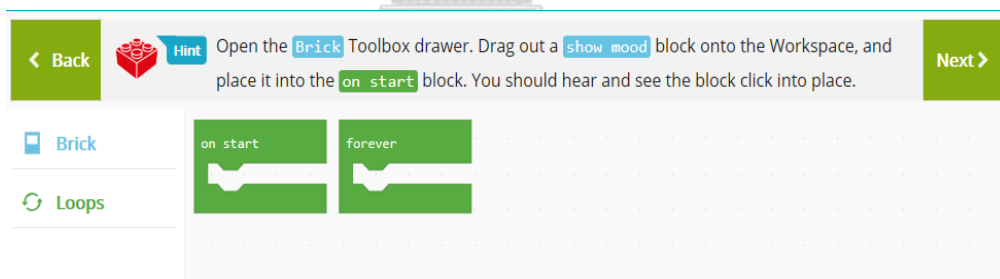 Back
Hint
Open the Brick Toolbox drawer. Drag out a show mood block onto the Workspace, and
place it into the on start block. You should hear and see the block click into place.
Next
Brick
Loops
on start
forever